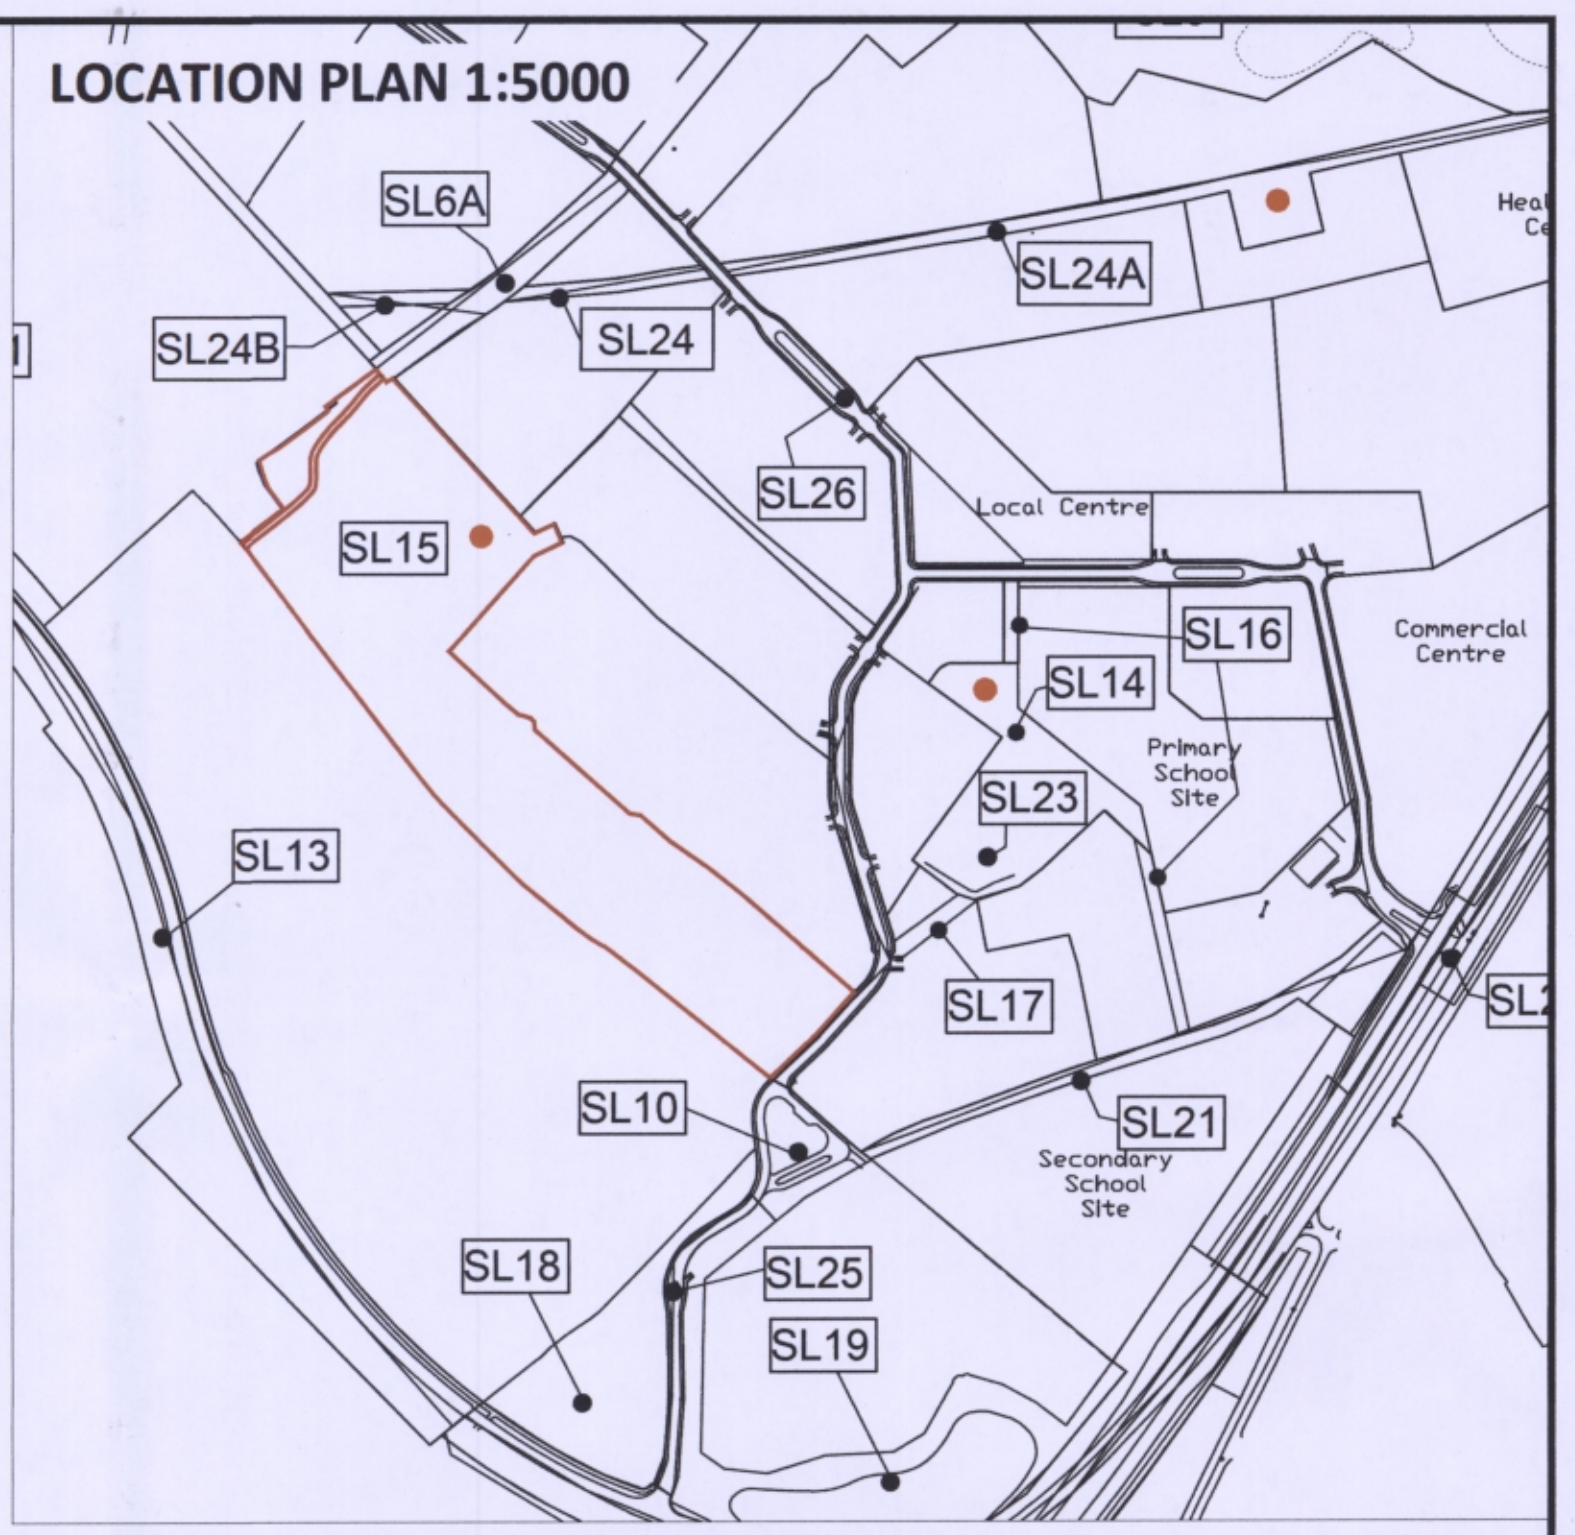 LOCATION PLAN 1:5000
SL6A
SL24A
SL24B
SL24
SL26
Local Centre
SL15
SL16
Commercial
Centre
SL14
Primary
School
Site
SL23
SL13
SL17
SL10
SL21
Secondary
School
Site
SL18
SL25
SL19